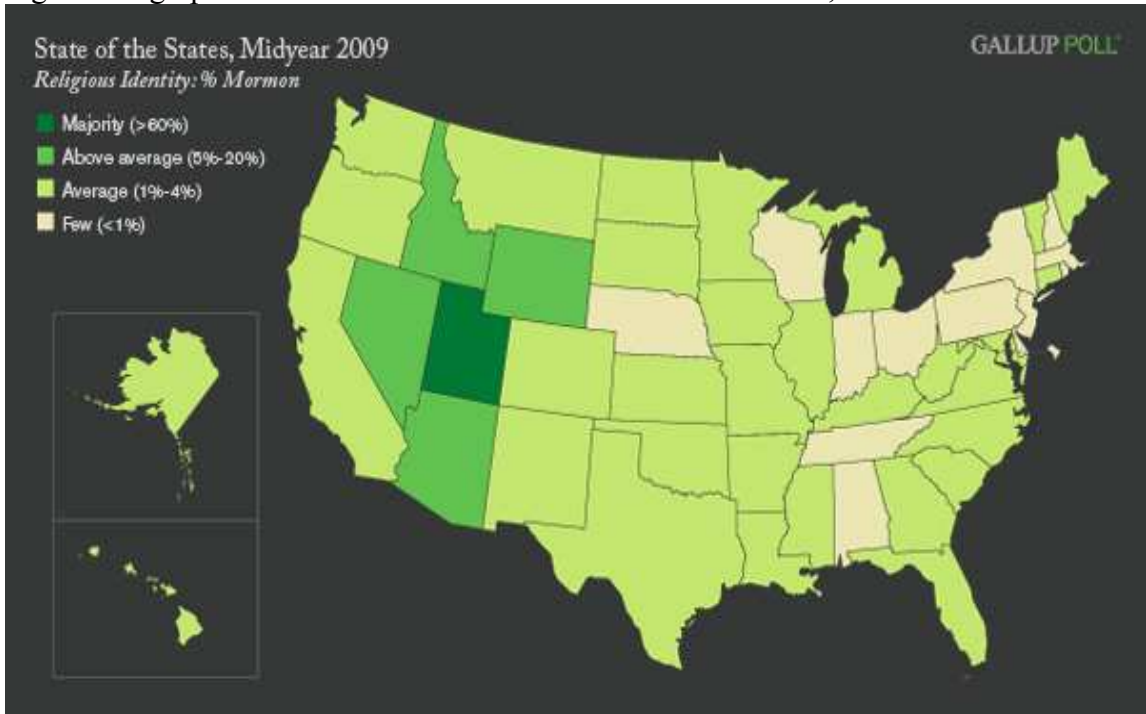 State of the States, Midyear 2009
GALLUP POLL
Religious Identity: % Mormon
Majority (>60%)
Above average (5%-20%)
Average (1%-4%)
Few (<1%)